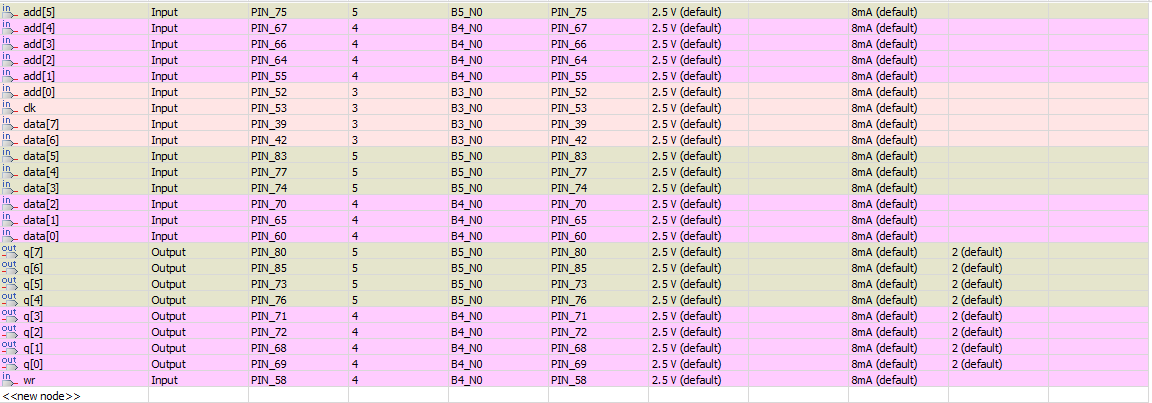 in add[5] Input PIN_75 5 B5_N0 PIN_75 2.5 V (default) 8mA (default)
in add[4] Input PIN_67 4 B4_N0 PIN_67 2.5 V (default) 8mA (default)
in add[3] Input PIN_66 4 B4_N0 PIN_66 2.5 V (default) 8mA (default)
in add[2] Input PIN_64 4 B4_N0 PIN_64 2.5 V (default) 8mA (default)
in add[1] Input PIN_55 4 B4_N0 PIN_55 2.5 V (default) 8mA (default)
in add[0] Input PIN_52 3 B3_N0 PIN_52 2.5 V (default) 8mA (default)
in clk Input PIN_53 3 B3_N0 PIN_53 2.5 V (default) 8mA (default)
in data[7] Input PIN_39 3 B3_N0 PIN_39 2.5 V (default) 8mA (default)
in data[6] Input PIN_42 3 B3_N0 PIN_42 2.5 V (default) 8mA (default)
in data[5] Input PIN_83 5 B5_N0 PIN_83 2.5 V (default) 8mA (default)
in data[4] Input PIN_77 5 B5_N0 PIN_77 2.5 V (default) 8mA (default)
in data[3] Input PIN_74 5 B5_N0 PIN_74 2.5 V (default) 8mA (default)
in data[2] Input PIN_70 4 B4_N0 PIN_70 2.5 V (default) 8mA (default)
in data[1] Input PIN_65 4 B4_N0 PIN_65 2.5 V (default) 8mA (default)
in data[0] Input PIN_60 4 B4_N0 PIN_60 2.5 V (default) 8mA (default)
out q[7] Output PIN_80 5 B5_N0 PIN_80 2.5 V (default) 8mA (default) 2 (default)
out q[6] Output PIN_85 5 B5_N0 PIN_85 2.5 V (default) 8mA (default) 2 (default)
out q[5] Output PIN_73 5 B5_N0 PIN_73 2.5 V (default) 8mA (default) 2 (default)
out q[4] Output PIN_76 5 B5_N0 PIN_76 2.5 V (default) 8mA (default) 2 (default)
out q[3] Output PIN_71 4 B4_N0 PIN_71 2.5 V (default) 8mA (default) 2 (default)
out q[2] Output PIN_72 4 B4_N0 PIN_72 2.5 V (default) 8mA (default) 2 (default)
out q[1] Output PIN_68 4 B4_N0 PIN_68 2.5 V (default) 8mA (default) 2 (default)
out q[0] Output PIN_69 4 B4_N0 PIN_69 2.5 V (default) 8mA (default) 2 (default)
in wr Input PIN_58 4 B4_N0 PIN_58 2.5 V (default) 8mA (default)
<<new node>>